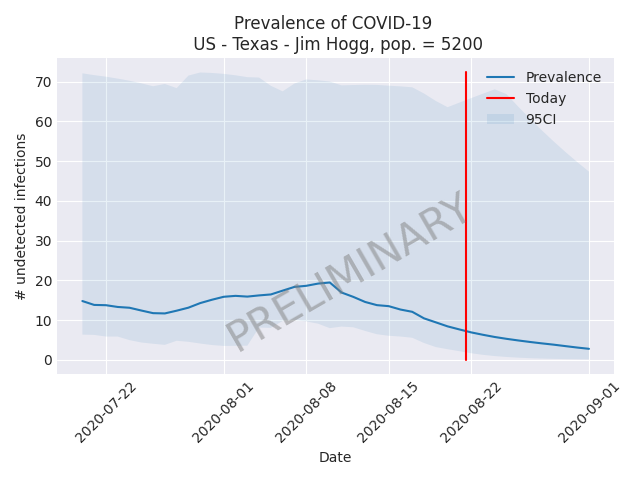 Prevalence of COVID-19
US - Texas - Jim Hogg, pop. = 5200
Prevalence
Today
95CI
70
60
50
40
30
20
10
0
# undetected infections
PRELIMINARY
2020-07-22
2020-08-01
2020-08-08
2020-08-15
2020-08-22
2020-09-01
Date